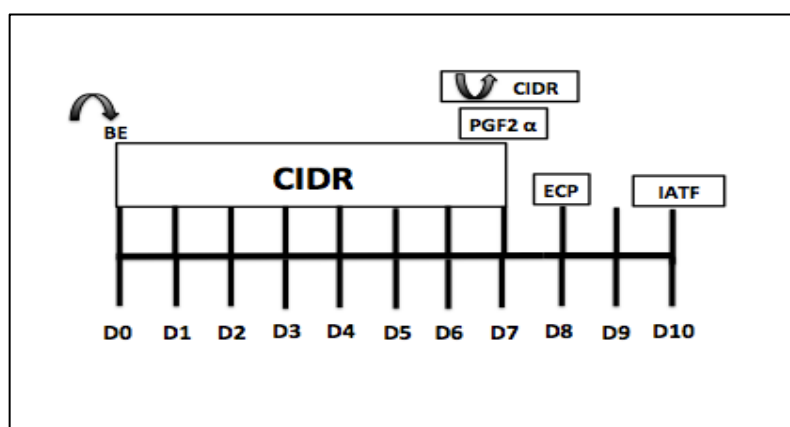 CIDR
PGF2 α
BE
CIDR
ECP
IATF
D0 D1 D2 D3 D4 D5 D6 D7 D8 D9 D10